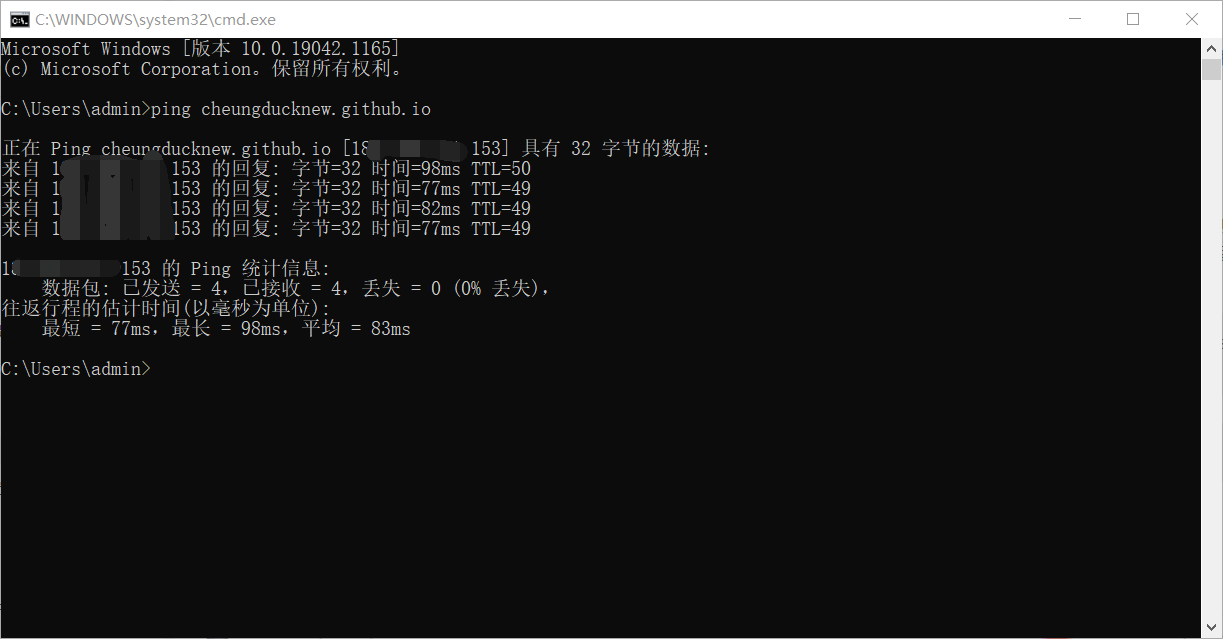 C:\WINDOWS\system32\cmd.exe
Microsoft Windows [版本 10.0.19042.1165]
(c) Microsoft Corporation。保留所有权利。
C:\Users\admin>ping cheungducknew.github.io
正在 Ping cheungducknew.github.io [18 153] 具有 32 字节的数据:
来自 1 153 的回复: 字节=32 时间=98ms TTL=50
来自 1 153 的回复: 字节=32 时间=77ms TTL=49
来自 1 153 的回复: 字节=32 时间=82ms TTL=49
来自 1 153 的回复: 字节=32 时间=77ms TTL=49
18 153 的 Ping 统计信息:
数据包: 已发送 = 4，已接收 = 4，丢失 = 0 (0% 丢失)，
往返行程的估计时间(以毫秒为单位):
最短 = 77ms，最长 = 98ms，平均 = 83ms
C:\Users\admin>